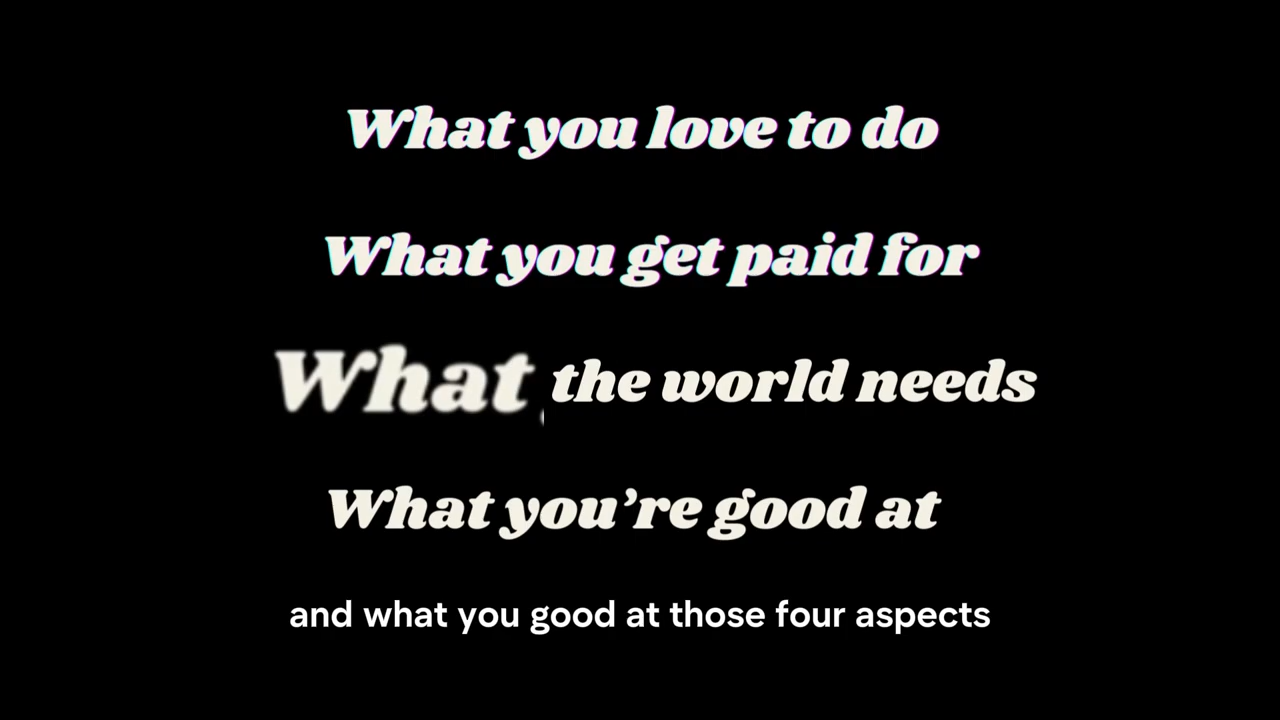 What you love to do
What you get paid for
What the world needs
What you’re good at
and what you good at those four aspects